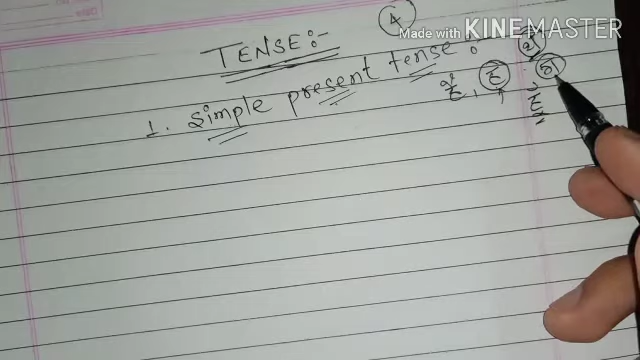 4
Made with KINEMASTER
TENSE:-
1. simple present tense :
है, ह